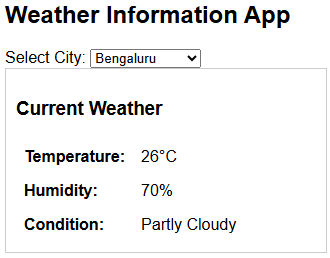 Weather Information App
Select City: Bengaluru
Current Weather
Temperature: 26°C
Humidity: 70%
Condition: Partly Cloudy